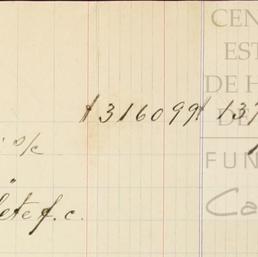 $316099 $137
CEN
EST
DE H
DE
FUN
Ca
o/c
f.c.